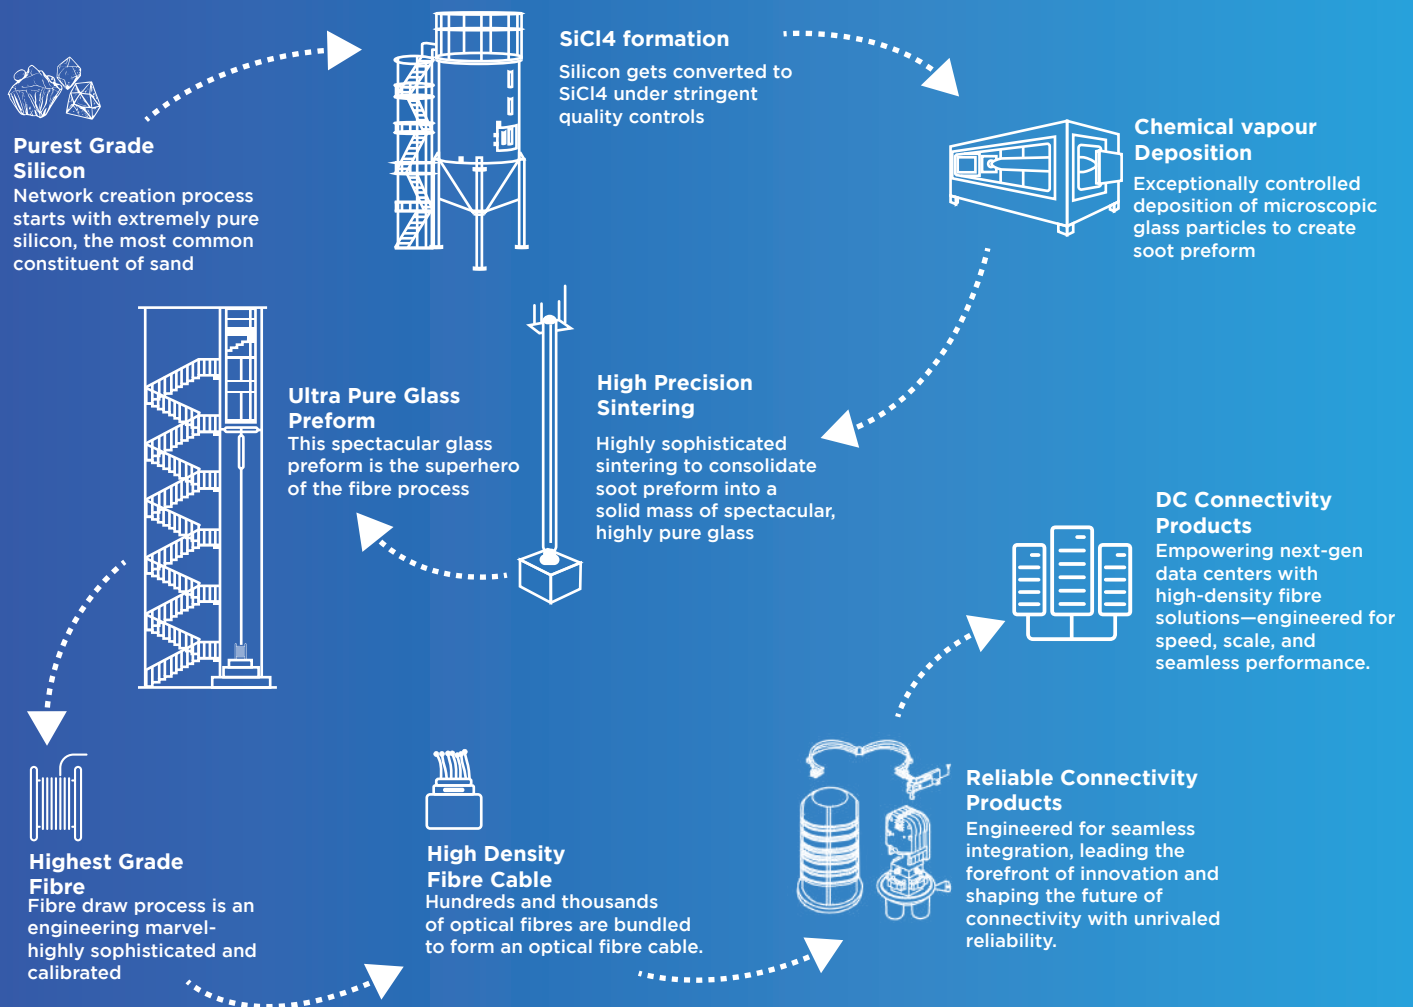 Purest Grade
Silicon
Network creation process
starts with extremely pure
silicon, the most common
constituent of sand
SiCl4 formation
Silicon gets converted to
SiCl4 under stringent
quality controls
Chemical vapour
Deposition
Exceptionally controlled
deposition of microscopic
glass particles to create
soot preform
High Precision
Sintering
Highly sophisticated
sintering to consolidate
soot preform into a
solid mass of spectacular,
highly pure glass
Ultra Pure Glass
Preform
This spectacular glass
preform is the superhero
of the fibre process
Highest Grade
Fibre
Fibre draw process is an
engineering marvel-
highly sophisticated and
calibrated
High Density
Fibre Cable
Hundreds and thousands
of optical fibres are bundled
to form an optical fibre cable.
Reliable Connectivity
Products
Engineered for seamless
integration, leading the
forefront of innovation and
shaping the future of
connectivity with unrivaled
reliability.
DC Connectivity
Products
Empowering next-gen
data centers with
high-density fibre
solutions—engineered for
speed, scale, and
seamless performance.